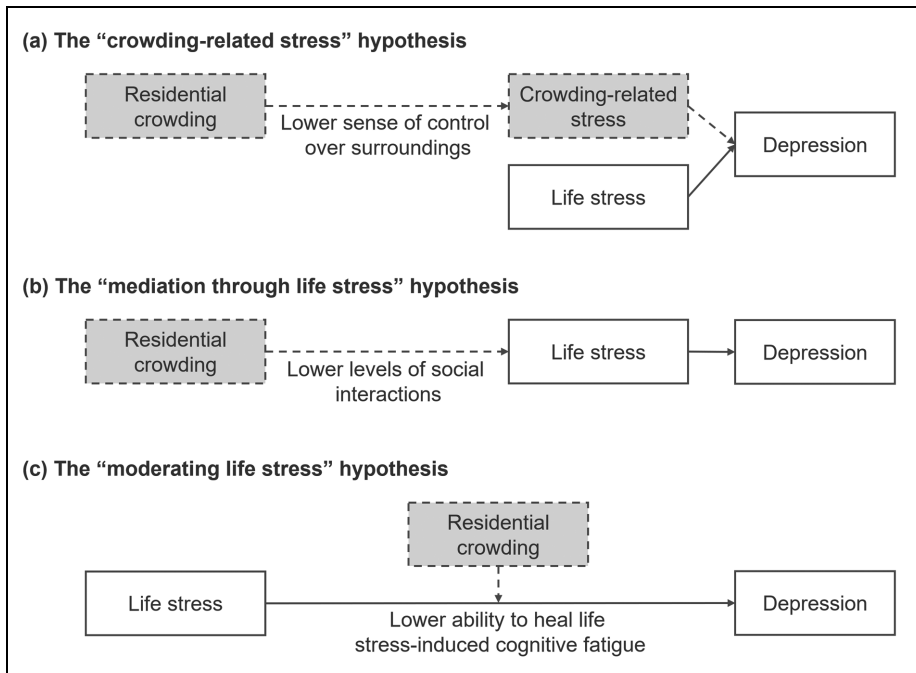 (a) The “crowding-related stress” hypothesis
Residential
crowding
Lower sense of control
over surroundings
Crowding-related
stress
Life stress
Depression
(b) The “mediation through life stress” hypothesis
Residential
crowding
Lower levels of social
interactions
Life stress
Depression
(c) The “moderating life stress” hypothesis
Residential
crowding
Life stress
Lower ability to heal life
stress-induced cognitive fatigue
Depression